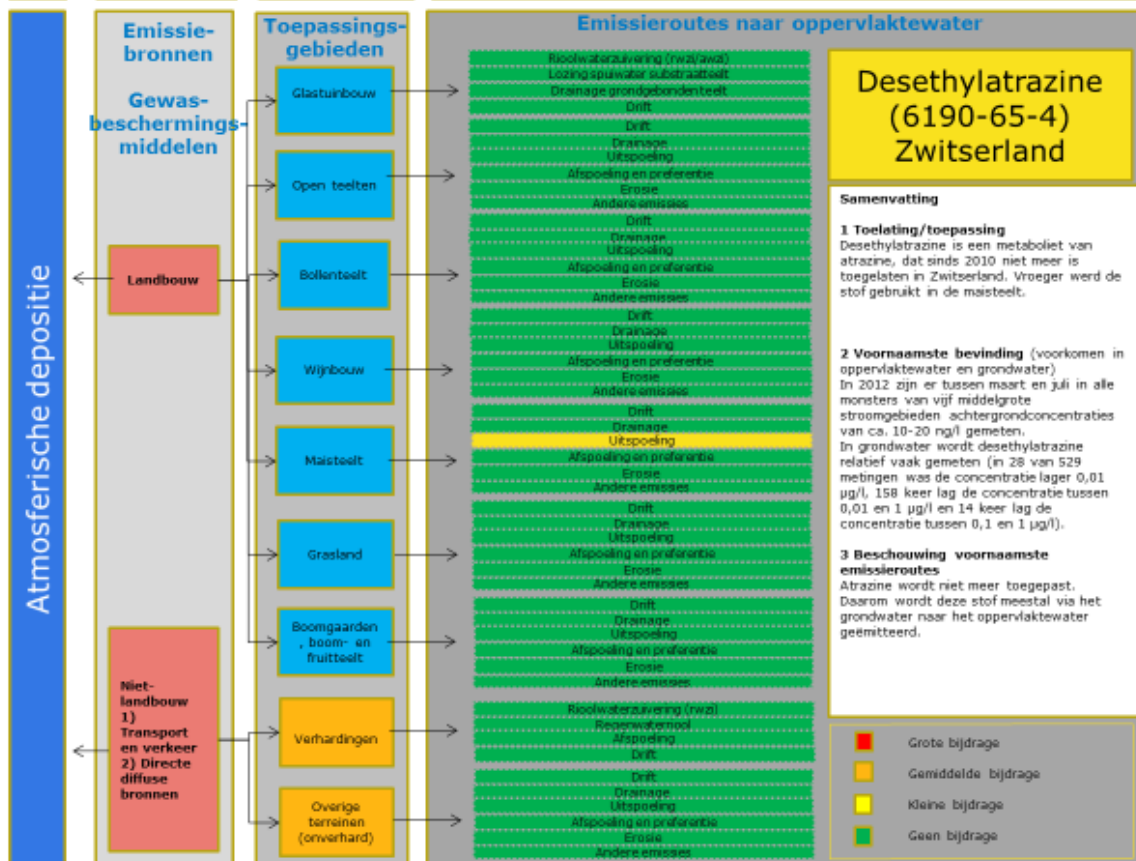 Atmosferische depositie
Emissie-
bronnen
Gewas-
beschermings-
middelen
Landbouw
Niet-
landbouw
1)
Transport
en verkeer
2) Directe
diffuse
bronnen
Toepassings-
gebieden
Glastuinbouw
Open teelten
Bollenteelt
Wijnbouw
Maisteelt
Grasland
Boomgaarden
, boom- en
fruitteelt
Verhardingen
Overige
terreinen
(onverhard)
Emissieroutes naar oppervlaktewater
Rioolwaterzuivering (rwzi/awzi)
Lozing spuiwater substraatteelt
Drainage grondgebonden teelt
Drift
Drift
Drainage
Uitspoeling
Afspoeling en preferentie
Erosie
Andere emissies
Drift
Drainage
Uitspoeling
Afspoeling en preferentie
Erosie
Andere emissies
Drift
Drainage
Uitspoeling
Afspoeling en preferentie
Erosie
Andere emissies
Drift
Drainage
Uitspoeling
Afspoeling en preferentie
Erosie
Andere emissies
Drift
Drainage
Uitspoeling
Afspoeling en preferentie
Erosie
Andere emissies
Drift
Drainage
Uitspoeling
Afspoeling en preferentie
Erosie
Andere emissies
Rioolwaterzuivering (rwzi)
Regenwaterriool
Afspoeling
Drift
Drift
Drainage
Uitspoeling
Afspoeling en preferentie
Erosie
Andere emissies
Desethylatrazine
(6190-65-4)
Zwitserland
Samenvatting
1 Toelating/toepassing
Desethylatrazine is een metaboliet van
atrazine, dat sinds 2010 niet meer is
toegelaten in Zwitserland. Vroeger werd de
stof gebruikt in de maisteelt.
2 Voornaamste bevinding (voorkomen in
oppervlaktewater en grondwater)
In 2012 zijn er tussen maart en juli in alle
monsters van vijf middelgrote
stroomgebieden achtergrondconcentraties
van ca. 10-20 ng/l gemeten.
In grondwater wordt desethylatrazine
relatief vaak gemeten (in 28 van 529
metingen was de concentratie lager 0,01
µg/l, 158 keer lag de concentratie tussen
0,01 en 1 µg/l en 14 keer lag de
concentratie tussen 0,1 en 1 µg/l).
3 Beschouwing voornaamste
emissieroutes
Atrazine wordt niet meer toegepast.
Daarom wordt deze stof meestal via het
grondwater naar het oppervlaktewater
geëmitteerd.
Grote bijdrage
Gemiddelde bijdrage
Kleine bijdrage
Geen bijdrage